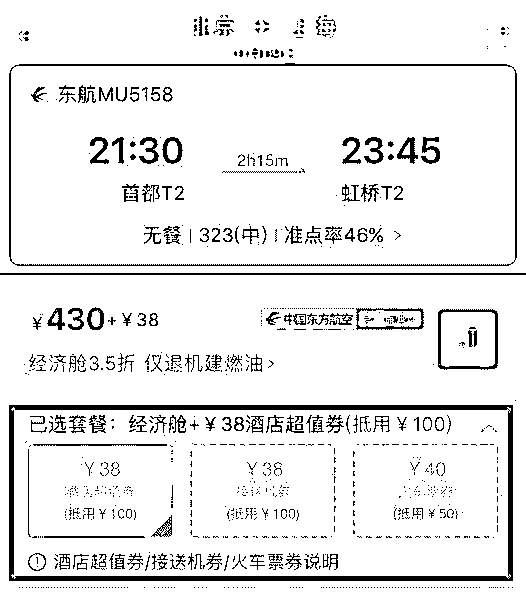 北京 上海
东航MU5158
21:30 2h15m 23:45
首都T2 虹桥T2
无餐 | 323(中) | 准点率46% >
¥430+¥38 中国东方航空
经济舱3.5折 仅退机建燃油>
已选套餐：经济舱+¥38酒店超值券(抵用¥100)
¥38 ¥38 ¥40
(抵用¥100) (抵用¥100) (抵用¥50)
酒店超值券/接送机券/火车票券说明